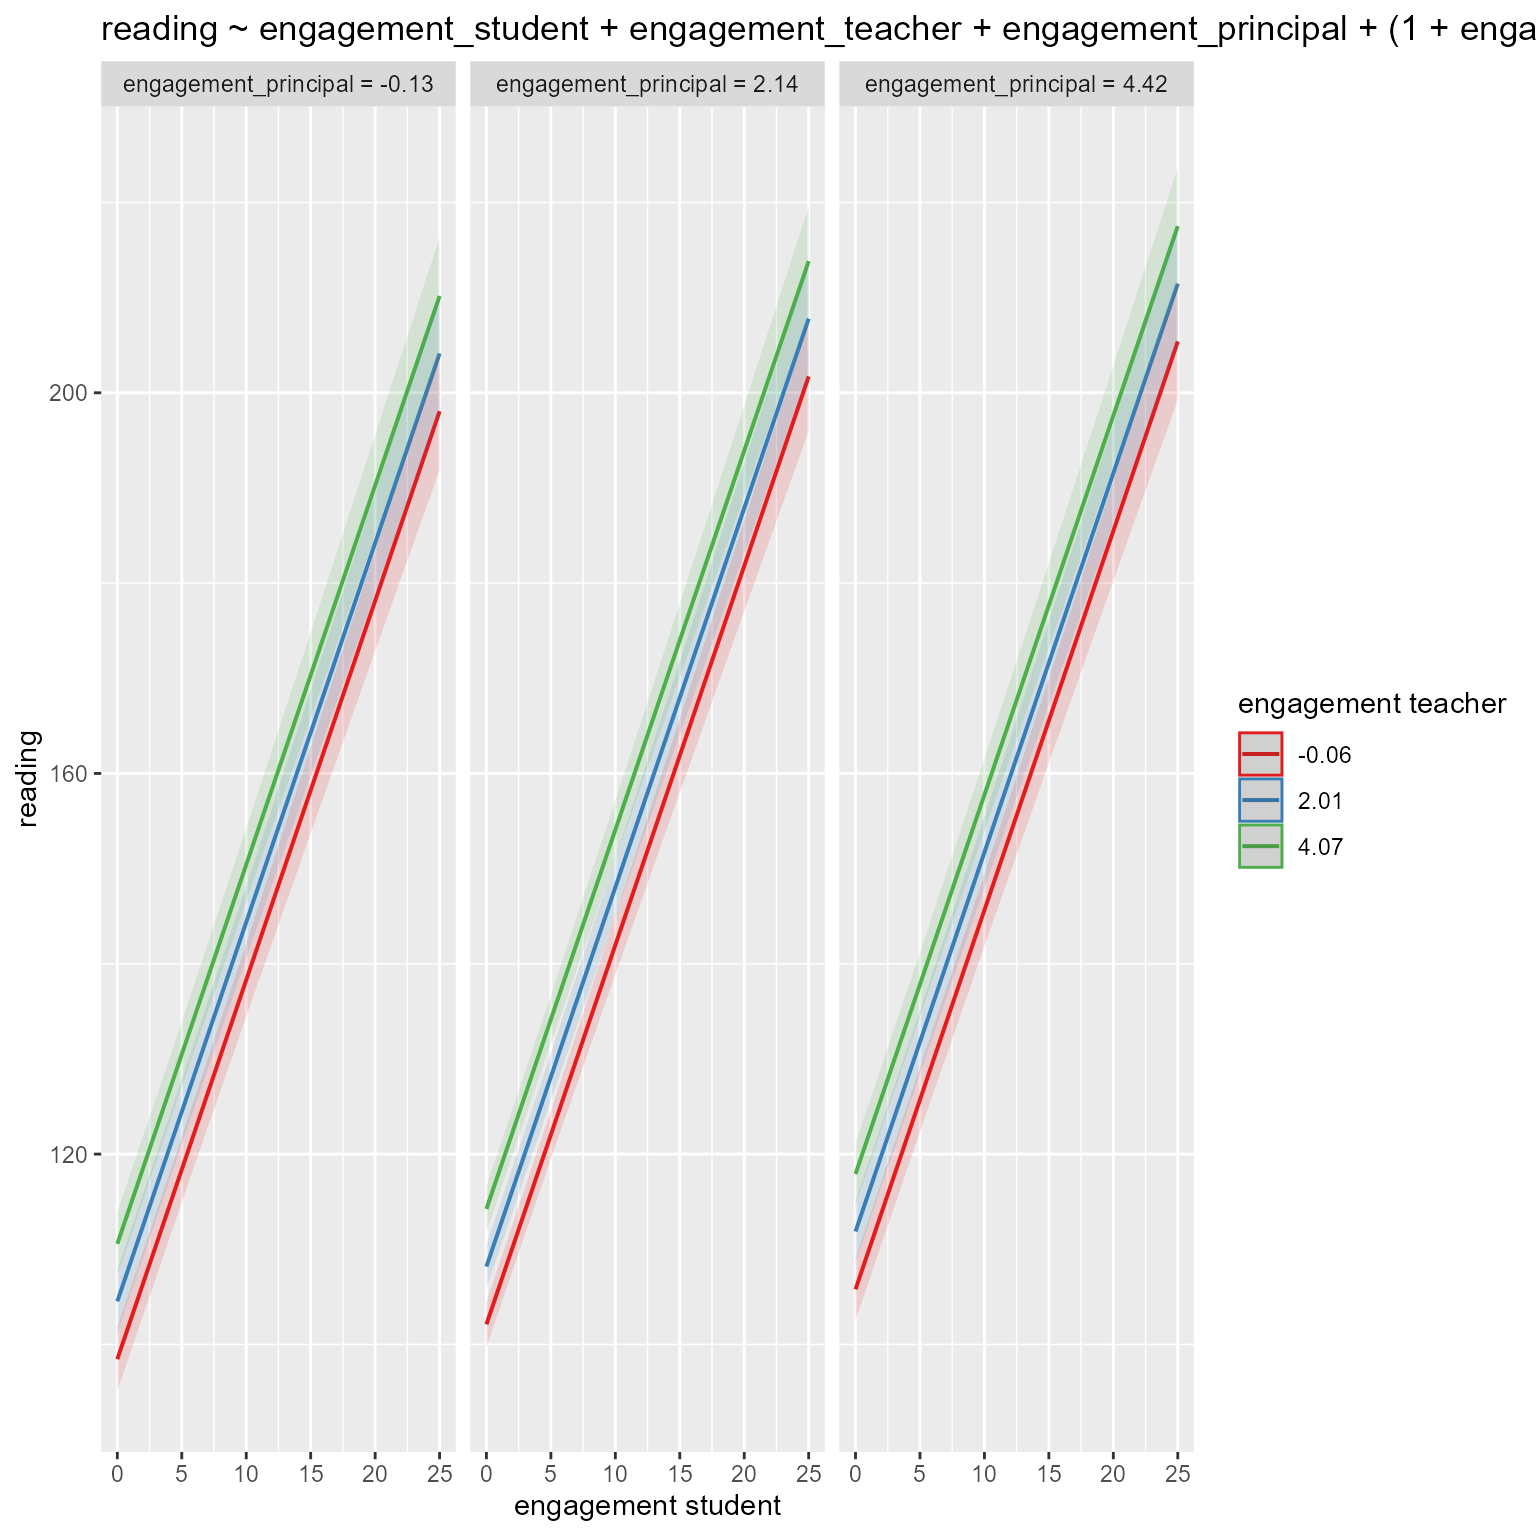 reading ~ engagement_student + engagement_teacher + engagement_principal + (1 + enga
engagement_principal = -0.13
engagement_principal = 2.14
engagement_principal = 4.42
200
160
120
reading
0 5 10 15 20 25
0 5 10 15 20 25
0 5 10 15 20 25
engagement student
engagement teacher
-0.06
2.01
4.07